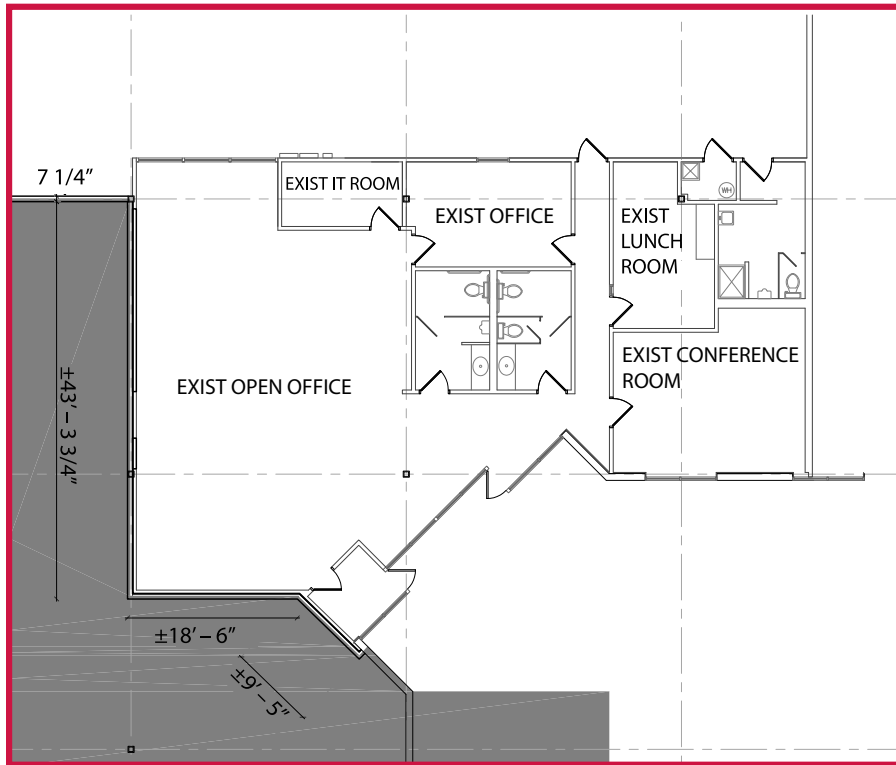 7 1/4”
EXIST IT ROOM
EXIST OFFICE
EXIST
LUNCH
ROOM
WH
EXIST CONFERENCE
ROOM
EXIST OPEN OFFICE
±43’ – 3 3/4”
±18’ – 6”
±9’ – 5”